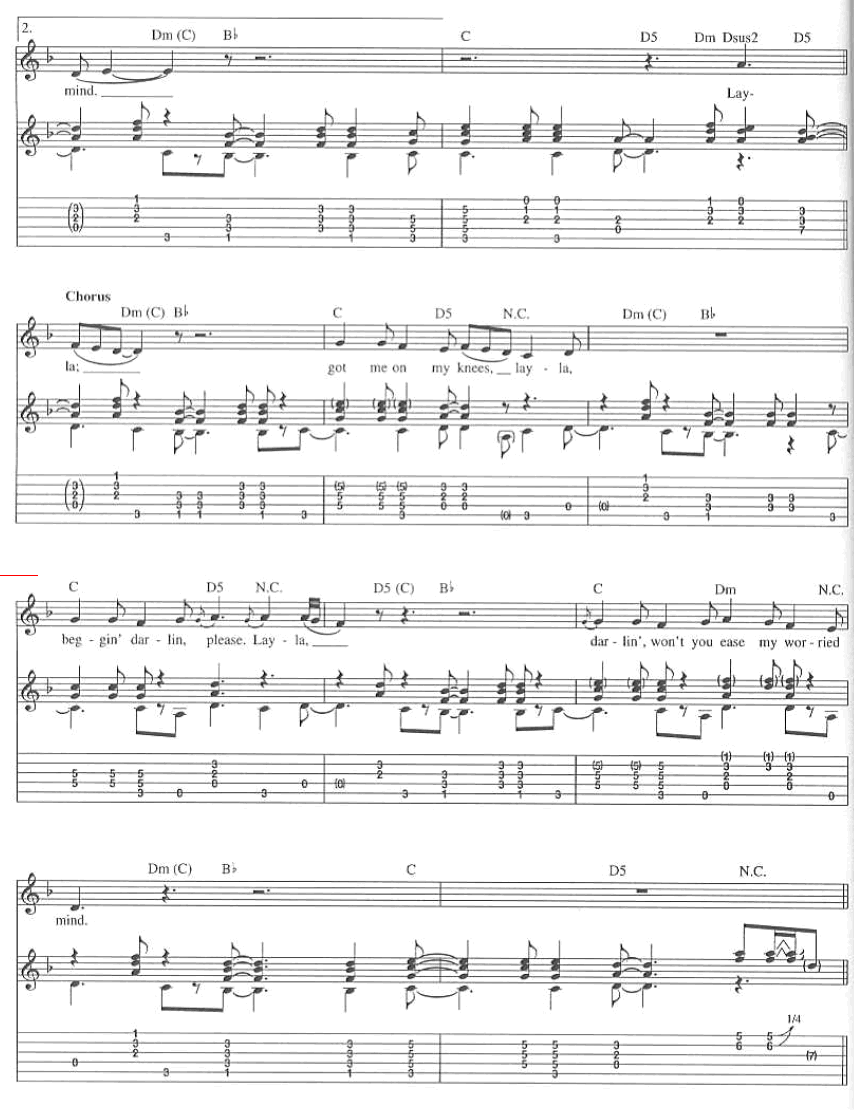 2.
Dm (C) B♭ C D5 Dm Dsus2 D5
mind. Lay-
Chorus
Dm (C) B♭ C D5 N.C. Dm (C) B♭
la; got me on my knees, lay - la,
C D5 N.C. D5 (C) B♭ C Dm N.C.
beg - gin' dar - lin, please. Lay - la, dar - lin', won't you ease my wor - ried
Dm (C) B♭ C D5 N.C.
mind.
1/4